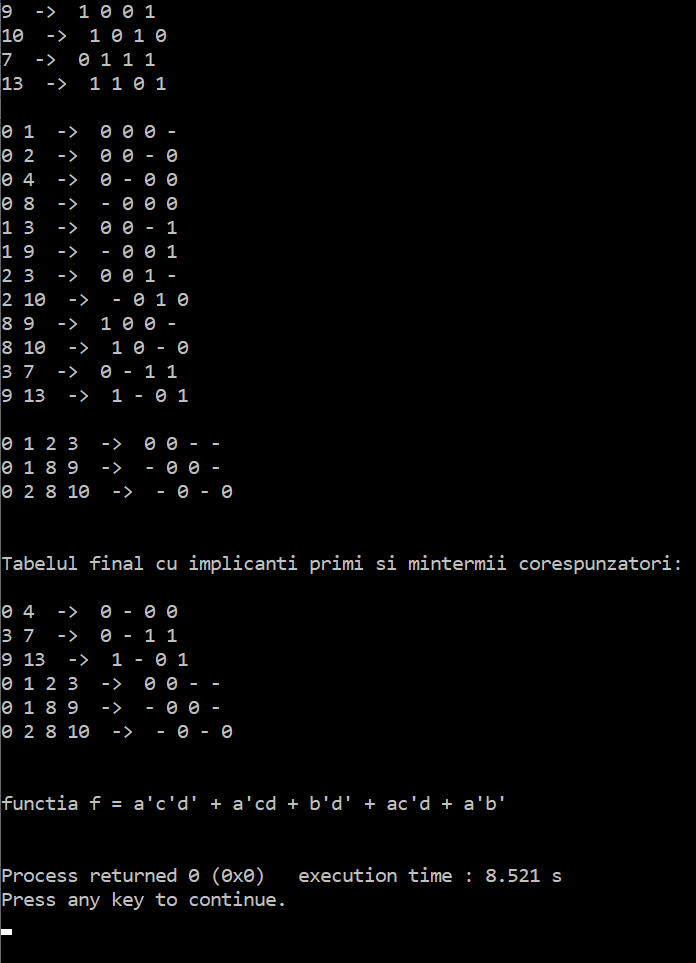 9  ->  1 0 0 1
10  ->  1 0 1 0
7  ->  0 1 1 1
13  ->  1 1 0 1
0 1  ->  0 0 0 -
0 2  ->  0 0 - 0
0 4  ->  0 - 0 0
0 8  ->  - 0 0 0
1 3  ->  0 0 - 1
1 9  ->  - 0 0 1
2 3  ->  0 0 1 -
2 10  ->  - 0 1 0
8 9  ->  1 0 0 -
8 10  ->  1 0 - 0
3 7  ->  0 - 1 1
9 13  ->  1 - 0 1
0 1 2 3  ->  0 0 - -
0 1 8 9  ->  - 0 0 -
0 2 8 10  ->  - 0 - 0
Tabelul final cu implicanti primi si mintermii corespunzatori:
0 4  ->  0 - 0 0
3 7  ->  0 - 1 1
9 13  ->  1 - 0 1
0 1 2 3  ->  0 0 - -
0 1 8 9  ->  - 0 0 -
0 2 8 10  ->  - 0 - 0
functia f = a'c'd' + a'cd + b'd' + ac'd + a'b'
Process returned 0 (0x0)   execution time : 8.521 s
Press any key to continue.